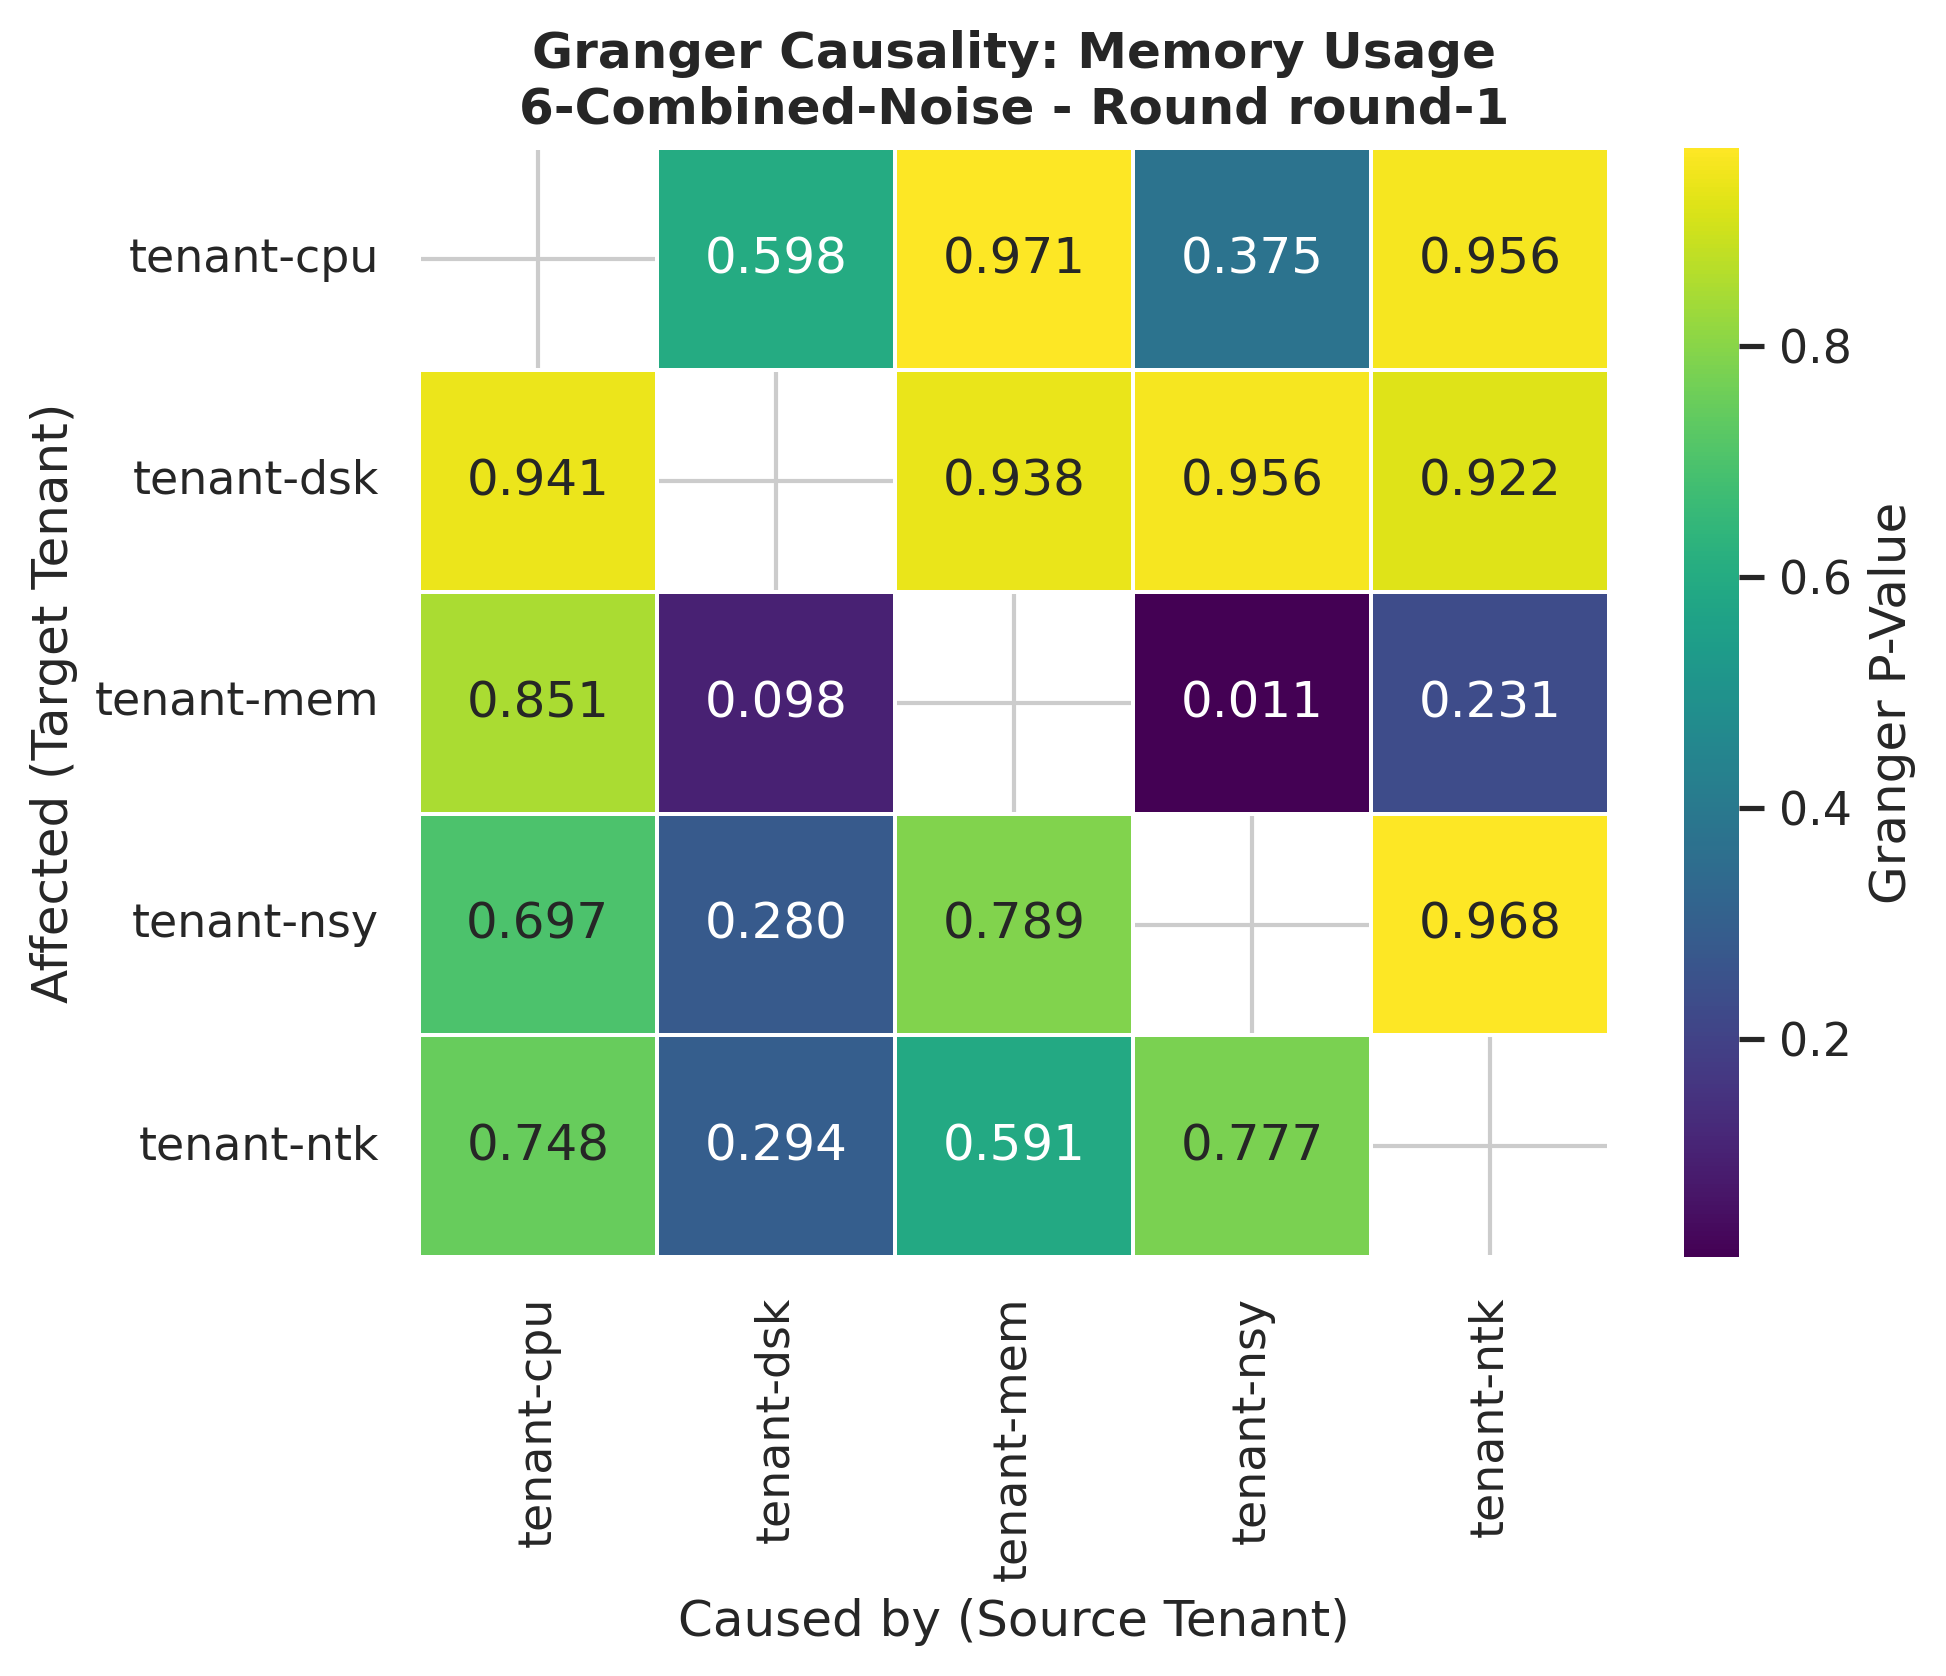 Granger Causality: Memory Usage
6-Combined-Noise - Round round-1
tenant-cpu
0.598
0.971
0.375
0.956
tenant-dsk
0.941
0.938
0.956
0.922
tenant-mem
0.851
0.098
0.011
0.231
tenant-nsy
0.697
0.280
0.789
0.968
tenant-ntk
0.748
0.294
0.591
0.777
Affected (Target Tenant)
tenant-cpu
tenant-dsk
tenant-mem
tenant-nsy
tenant-ntk
Caused by (Source Tenant)
0.8
0.6
0.4
0.2
Granger P-Value